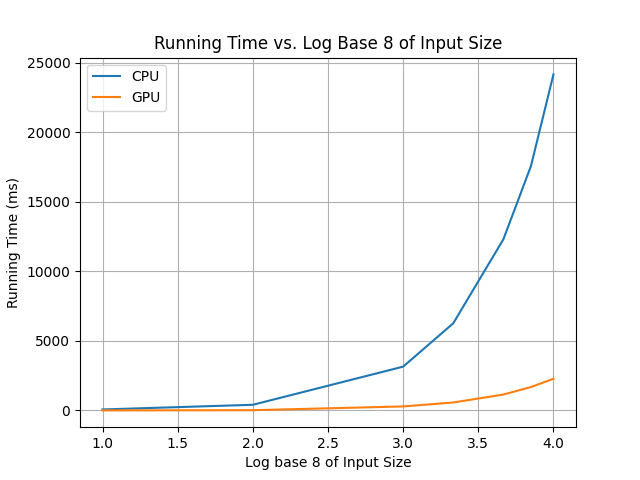 Running Time vs. Log Base 8 of Input Size
CPU
GPU
Running Time (ms)
25000
20000
15000
10000
5000
0
1.0 1.5 2.0 2.5 3.0 3.5 4.0
Log base 8 of Input Size